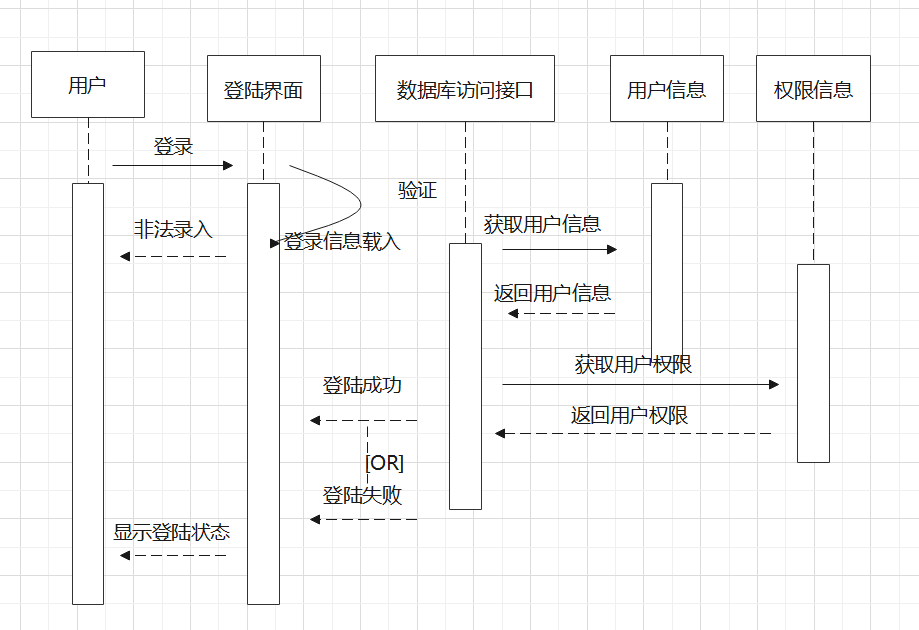 用户
登陆界面
数据库访问接口
用户信息
权限信息
登录
验证
非法录入
登录信息载入
获取用户信息
返回用户信息
获取用户权限
登陆成功
返回用户权限
[OR]
登陆失败
显示登陆状态